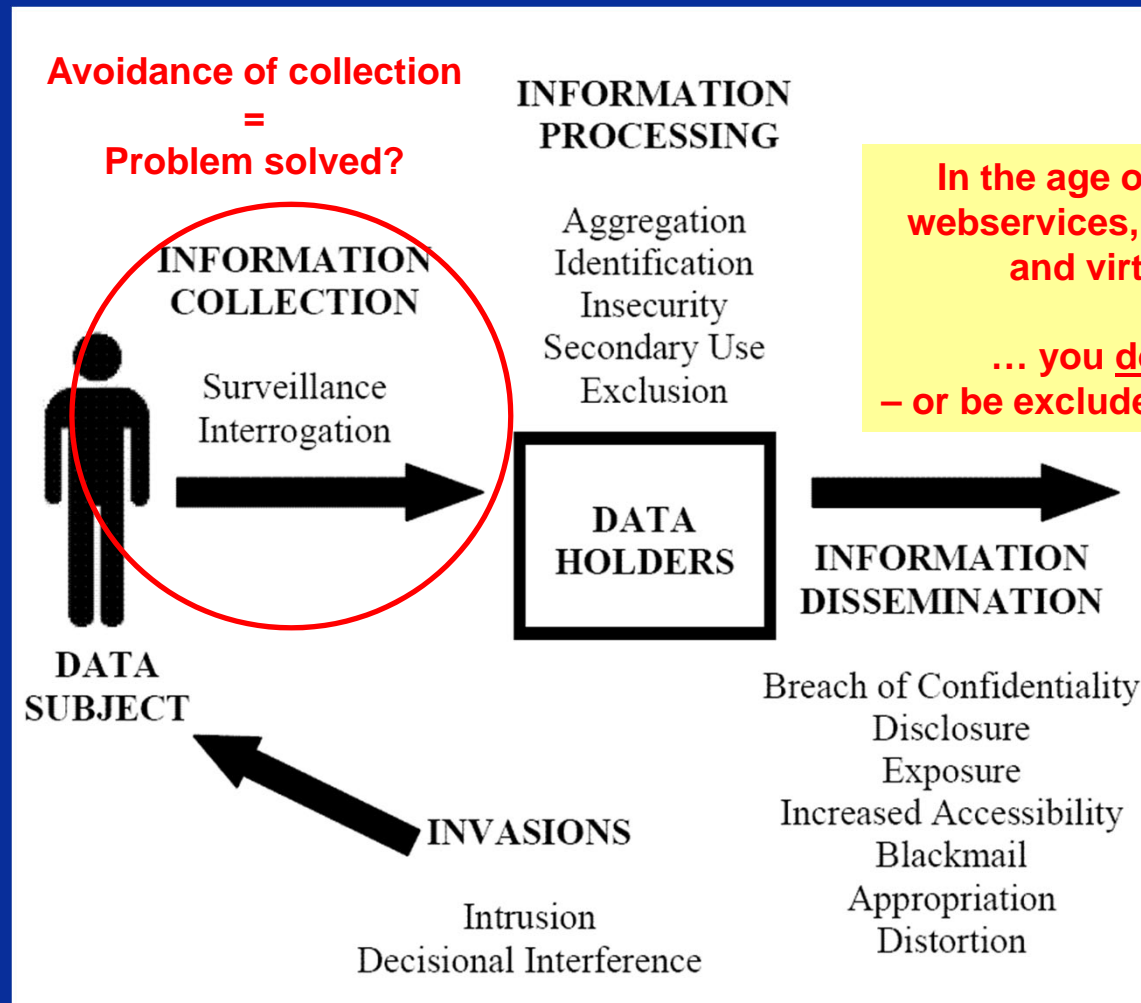 Avoidance of collection
=
Problem solved?
INFORMATION
COLLECTION
Surveillance
Interrogation
DATA
SUBJECT
INFORMATION
PROCESSING
Aggregation
Identification
Insecurity
Secondary Use
Exclusion
DATA
HOLDERS
In the age
webservices,
and
… you
– or be
INFORMATION
DISSEMINATION
Breach of Confidentiality
Disclosure
Exposure
Increased Accessibility
Blackmail
Appropriation
Distortion
INVASIONS
Intrusion
Decisional Interference